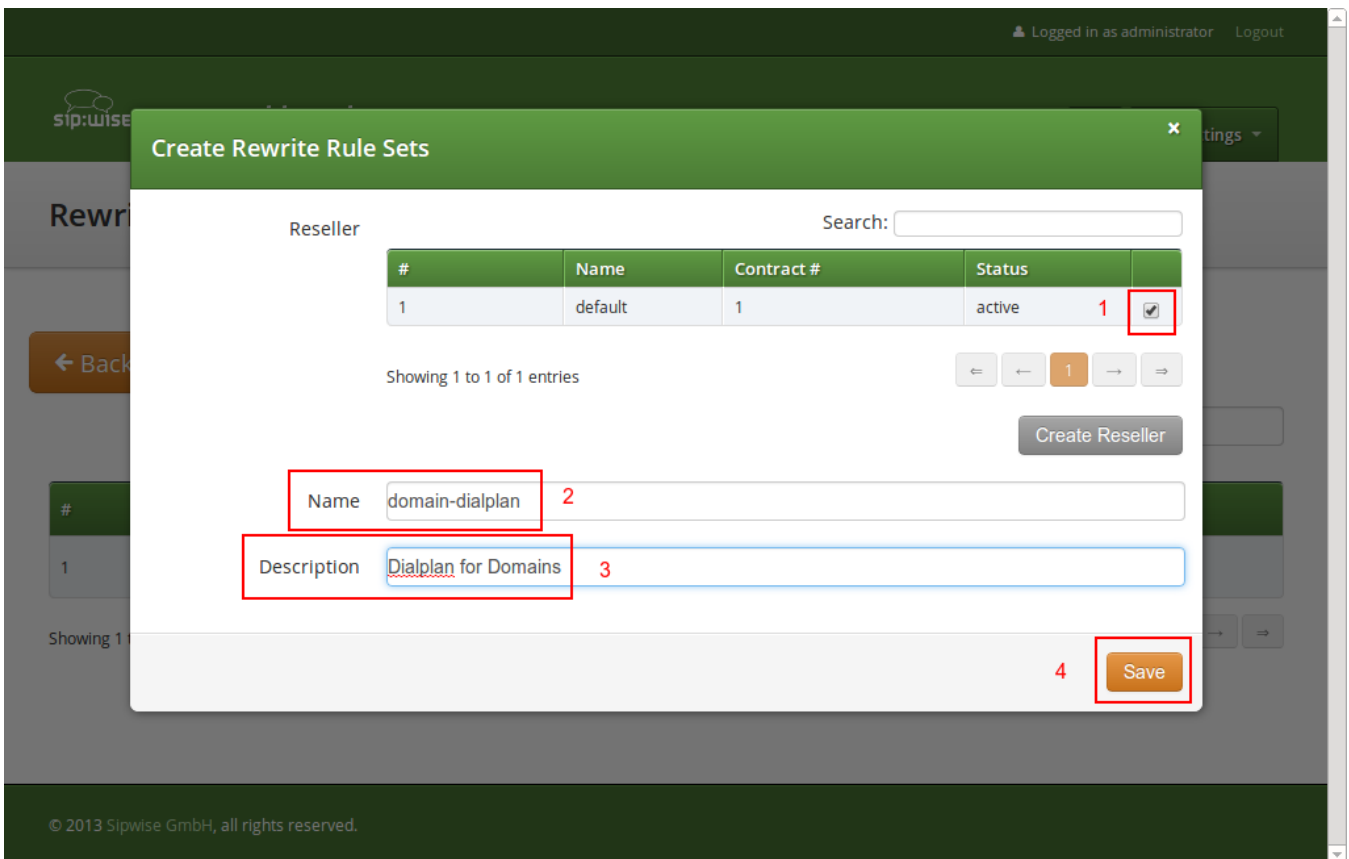 Logged in as administrator Logout
sip:wise
tings
Create Rewrite Rule Sets ×
Rewri
Reseller
Search:
# Name Contract # Status
1 default 1 active 1
← Back
Showing 1 to 1 of 1 entries ⇐ ← 1 → ⇒
Create Reseller
Name domain-dialplan 2
#
Description Dialplan for Domains 3
1
Showing 1 t → ⇒
4 Save
© 2013 Sipwise GmbH, all rights reserved.